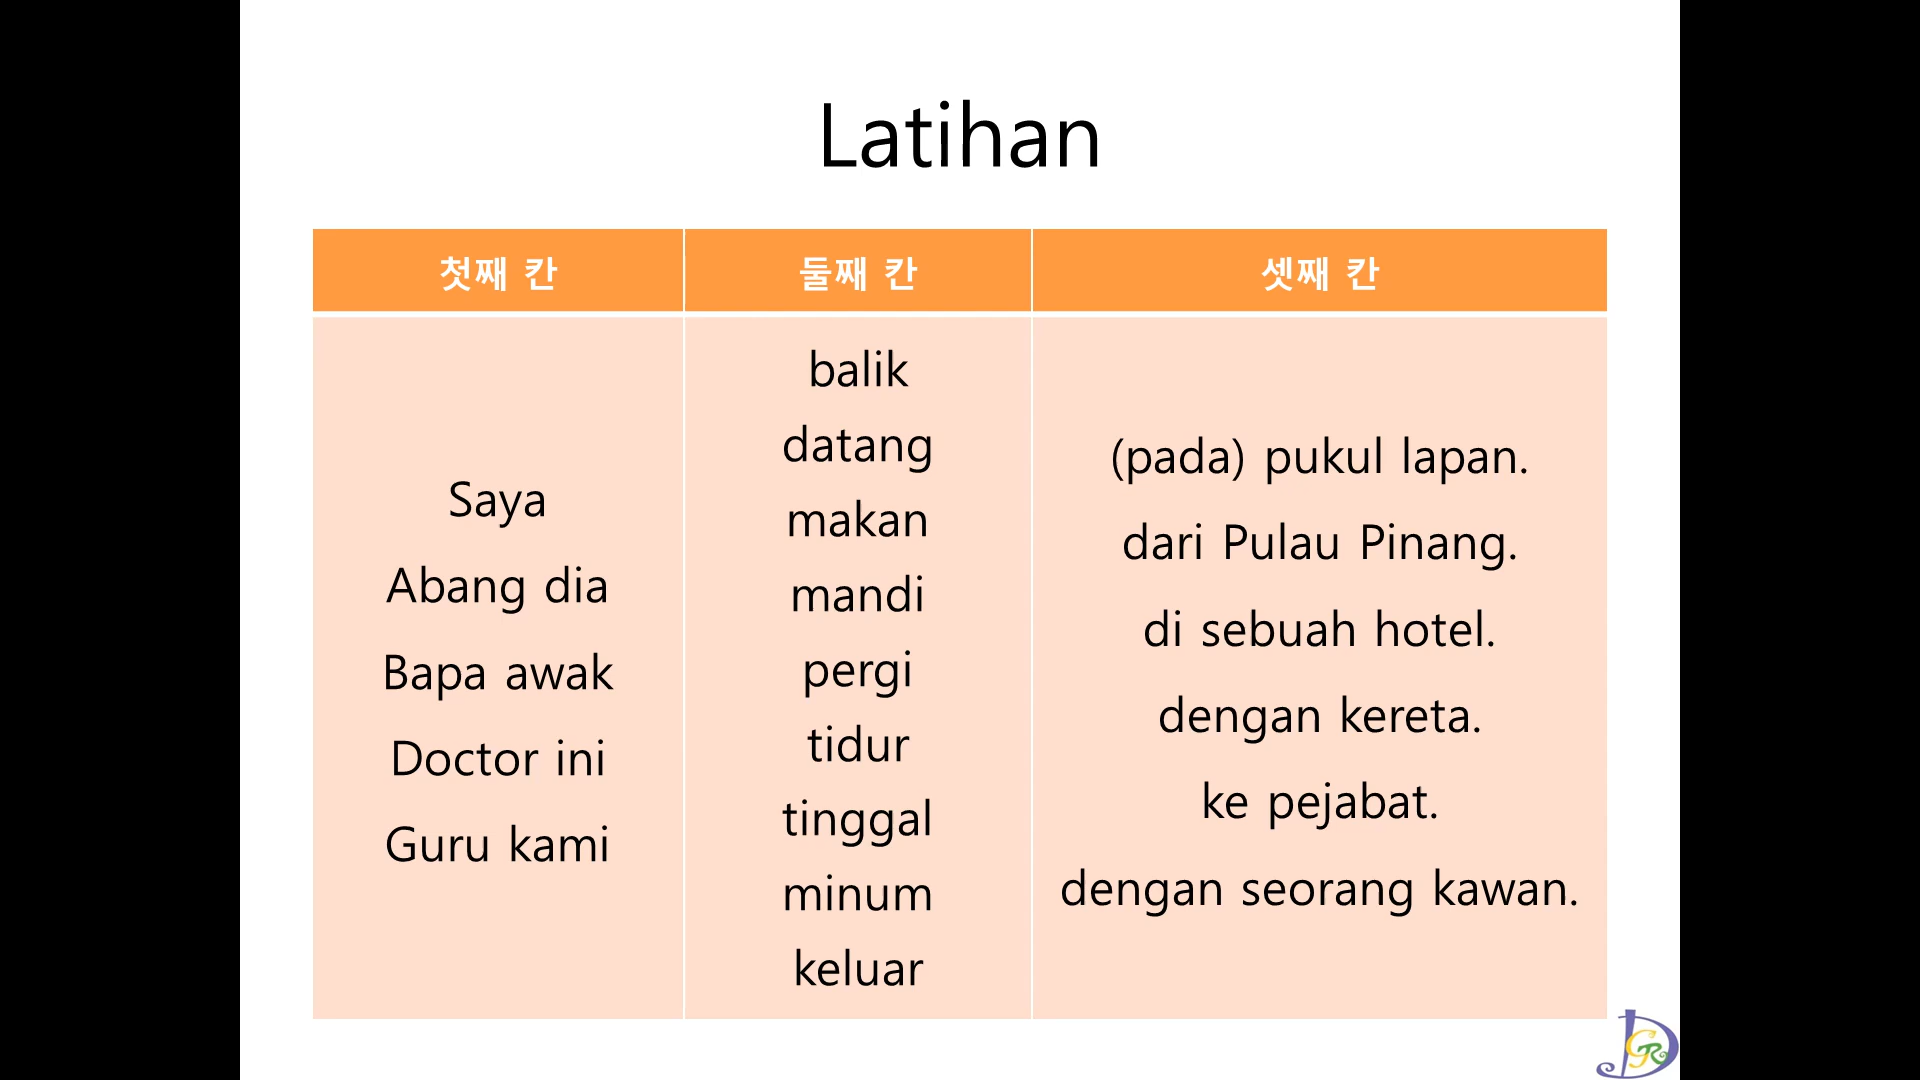 Latihan
첫째 칸
둘째 칸
셋째 칸
Saya
Abang dia
Bapa awak
Doctor ini
Guru kami
balik
datang
makan
mandi
pergi
tidur
tinggal
minum
keluar
(pada) pukul lapan.
dari Pulau Pinang.
di sebuah hotel.
dengan kereta.
ke pejabat.
dengan seorang kawan.